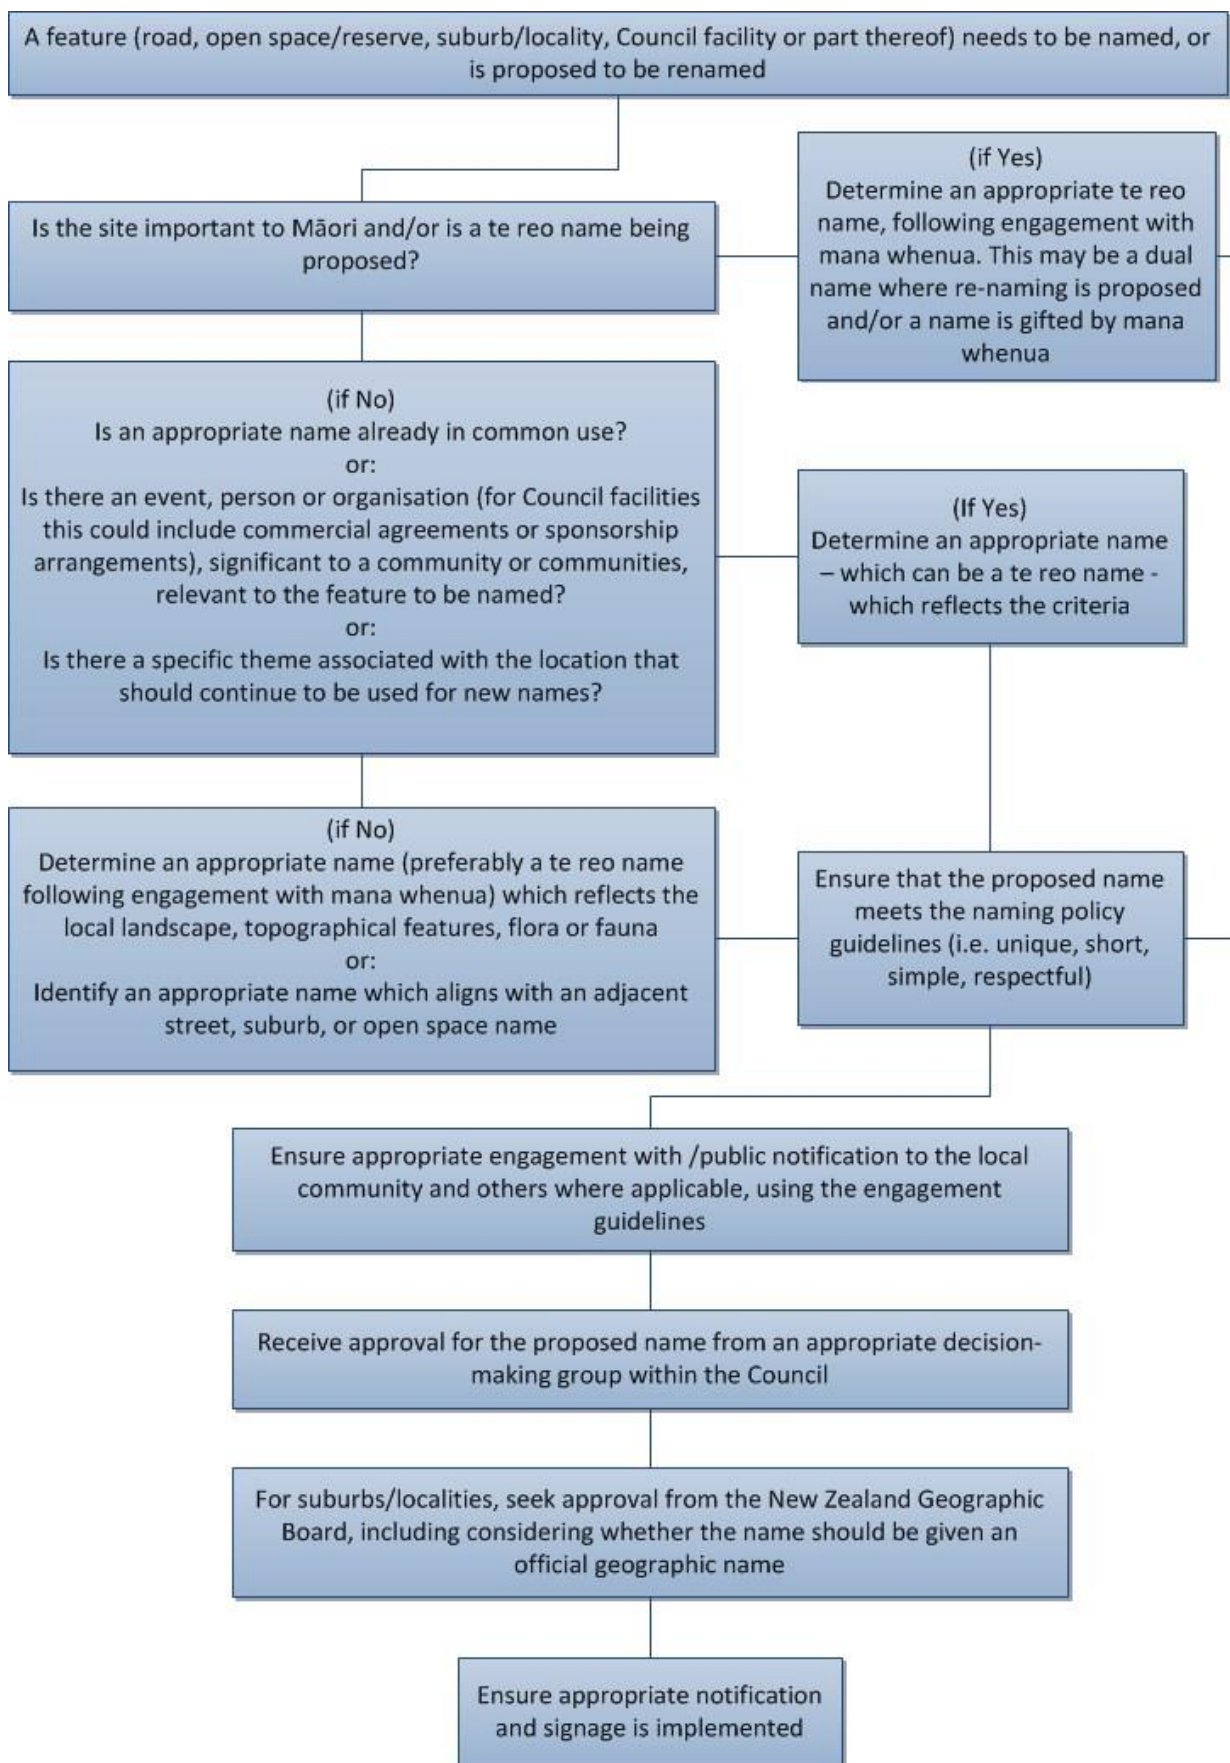 A feature (road, open space/reserve, suburb/locality, Council facility or part thereof) needs to be named, or
is proposed to be renamed
Is the site important to Māori and/or is a te reo name being
proposed?
(if Yes)
Determine an appropriate te reo
name, following engagement with
mana whenua. This may be a dual
name where re-naming is proposed
and/or a name is gifted by mana
whenua
(if No)
Is an appropriate name already in common use?
or:
Is there an event, person or organisation (for Council facilities
this could include commercial agreements or sponsorship
arrangements), significant to a community or communities,
relevant to the feature to be named?
or:
Is there a specific theme associated with the location that
should continue to be used for new names?
(If Yes)
Determine an appropriate name
– which can be a te reo name -
which reflects the criteria
(if No)
Determine an appropriate name (preferably a te reo name
following engagement with mana whenua) which reflects the
local landscape, topographical features, flora or fauna
or:
Identify an appropriate name which aligns with an adjacent
street, suburb, or open space name
Ensure that the proposed name
meets the naming policy
guidelines (i.e. unique, short,
simple, respectful)
Ensure appropriate engagement with /public notification to the local
community and others where applicable, using the engagement
guidelines
Receive approval for the proposed name from an appropriate decision-
making group within the Council
For suburbs/localities, seek approval from the New Zealand Geographic
Board, including considering whether the name should be given an
official geographic name
Ensure appropriate notification
and signage is implemented